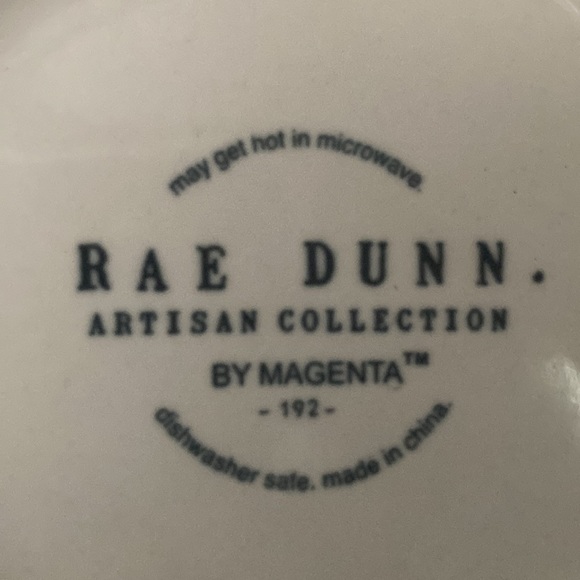 may get hot in microwave.
RAE DUNN.
ARTISAN COLLECTION
BY MAGENTA™
- 192 -
dishwasher safe. made in china.